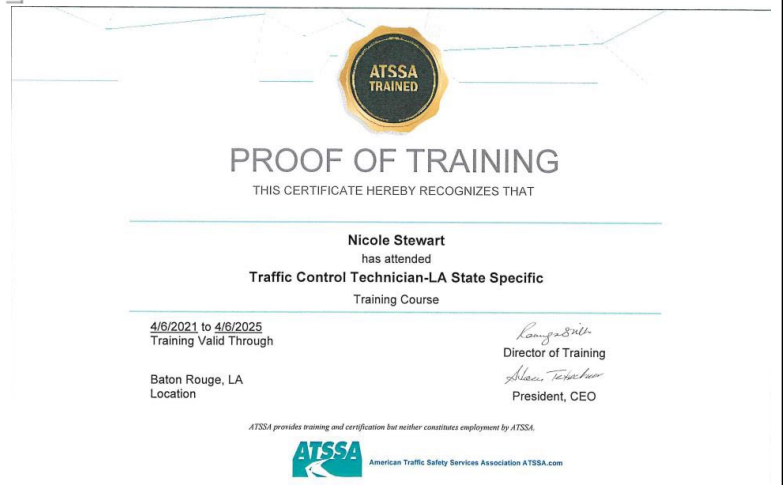 ATSSA
TRAINED
PROOF OF TRAINING
THIS CERTIFICATE HEREBY RECOGNIZES THAT
Nicole Stewart
has attended
Traffic Control Technician-LA State Specific
Training Course
4/6/2021 to 4/6/2025
Training Valid Through
Director of Training
Baton Rouge, LA
Location
President, CEO
ATSSA provides training and certification but neither constitutes employment by ATSSA.
ATSSA
American Traffic Safety Services Association ATSSA.com